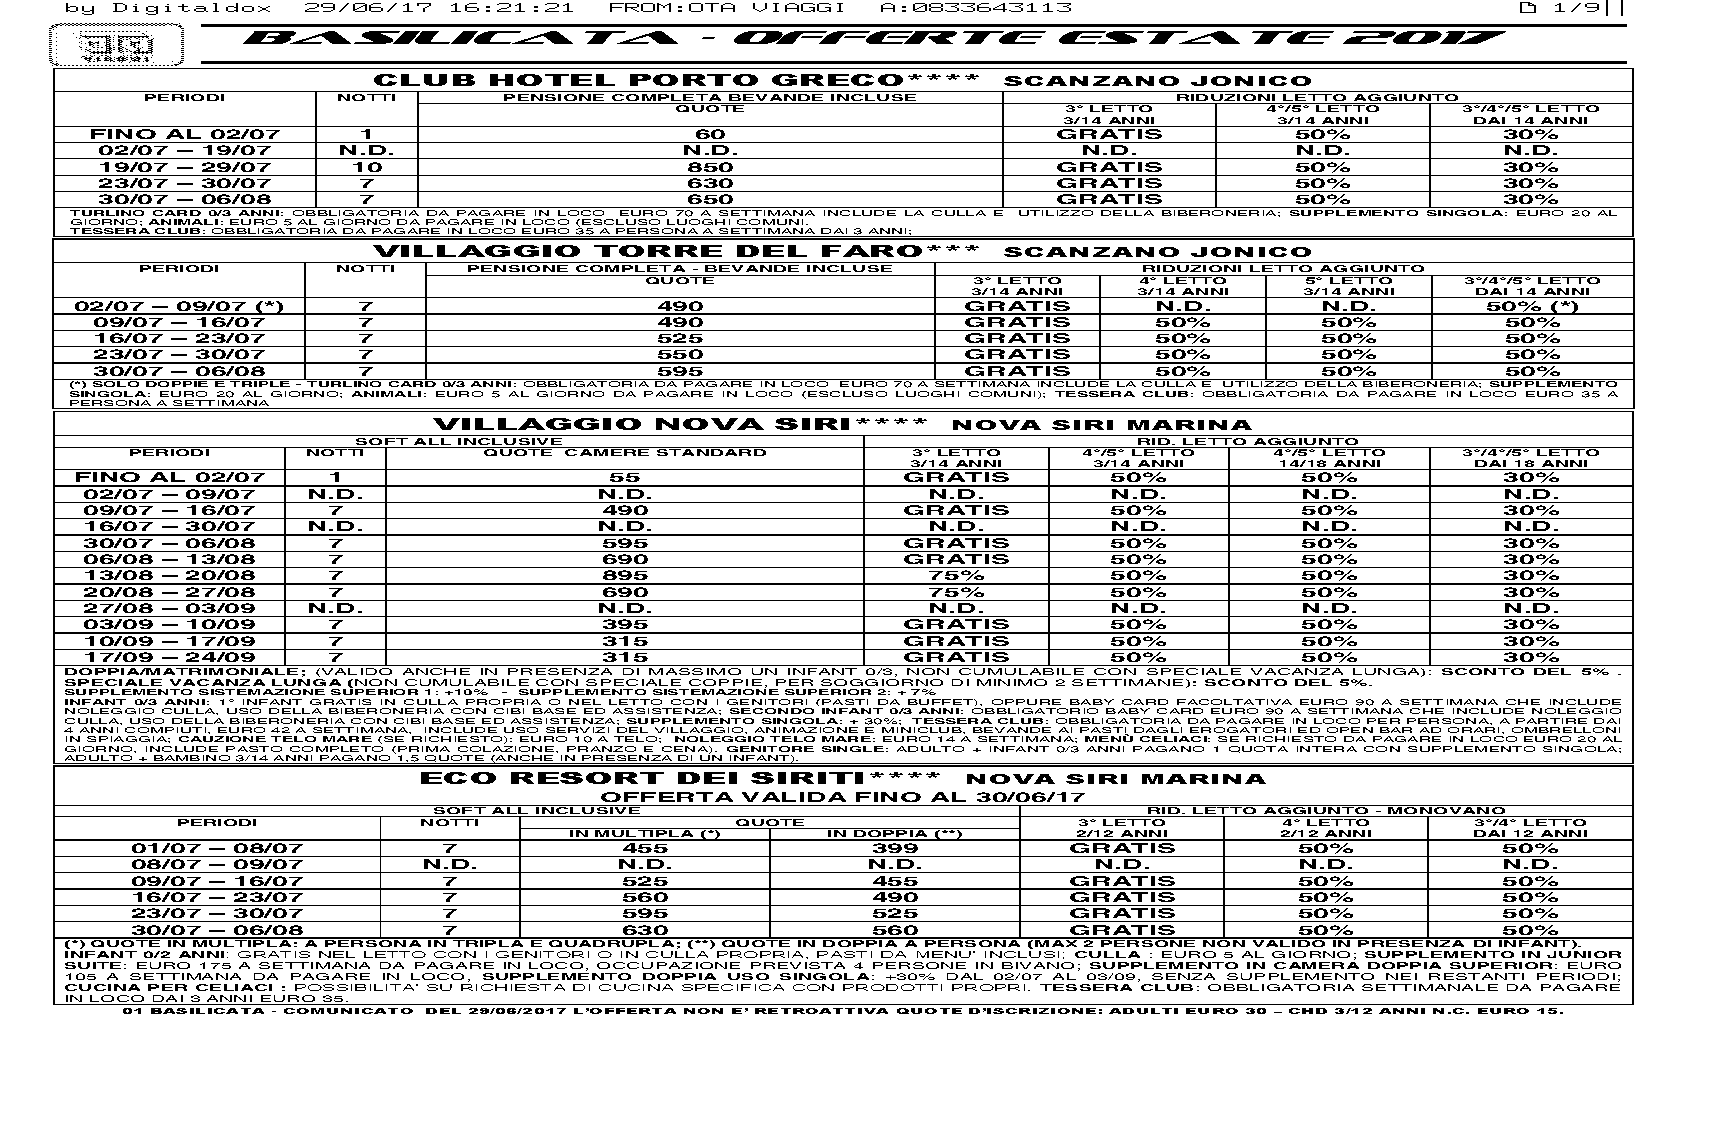 by Digitaldox 29/06/17 16:21:21 FROM:OTA VIAGGI A:0833643113 1/9
BASILICATA - OFFERTE ESTATE 2017
CLUB HOTEL PORTO GRECO**** SCANZANO JONICO
PERIODI NOTTI PENSIONE COMPLETA BEVANDE INCLUSE RIDUZIONI LETTO AGGIUNTO
QUOTE 3° LETTO 4°/5° LETTO 3°/4°/5° LETTO
3/14 ANNI 3/14 ANNI DAI 14 ANNI
FINO AL 02/07 1 60 GRATIS 50% 30%
02/07 – 19/07 N.D. N.D. N.D. N.D. N.D.
19/07 – 29/07 10 850 GRATIS 50% 30%
23/07 – 30/07 7 630 GRATIS 50% 30%
30/07 – 06/08 7 650 GRATIS 50% 30%
TURLINO CARD 0/3 ANNI: OBBLIGATORIA DA PAGARE IN LOCO EURO 70 A SETTIMANA INCLUDE LA CULLA E UTILIZZO DELLA BIBERONERIA; SUPPLEMENTO SINGOLA: EURO 20 AL
GIORNO; ANIMALI: EURO 5 AL GIORNO DA PAGARE IN LOCO (ESCLUSO LUOGHI COMUNI.
TESSERA CLUB: OBBLIGATORIA DA PAGARE IN LOCO EURO 35 A PERSONA A SETTIMANA DAI 3 ANNI;
VILLAGGIO TORRE DEL FARO*** SCANZANO JONICO
PERIODI NOTTI PENSIONE COMPLETA - BEVANDE INCLUSE RIDUZIONI LETTO AGGIUNTO
QUOTE 3° LETTO 4° LETTO 5° LETTO 3°/4°/5° LETTO
3/14 ANNI 3/14 ANNI 3/14 ANNI DAI 14 ANNI
02/07 – 09/07 (*) 7 490 GRATIS N.D. N.D. 50% (*)
09/07 – 16/07 7 490 GRATIS 50% 50% 50%
16/07 – 23/07 7 525 GRATIS 50% 50% 50%
23/07 – 30/07 7 550 GRATIS 50% 50% 50%
30/07 – 06/08 7 595 GRATIS 50% 50% 50%
(*) SOLO DOPPIE E TRIPLE - TURLINO CARD 0/3 ANNI: OBBLIGATORIA DA PAGARE IN LOCO EURO 70 A SETTIMANA INCLUDE LA CULLA E UTILIZZO DELLA BIBERONERIA; SUPPLEMENTO
SINGOLA: EURO 20 AL GIORNO; ANIMALI: EURO 5 AL GIORNO DA PAGARE IN LOCO (ESCLUSO LUOGHI COMUNI); TESSERA CLUB: OBBLIGATORIA DA PAGARE IN LOCO EURO 35 A
PERSONA A SETTIMANA
VILLAGGIO NOVA SIRI**** NOVA SIRI MARINA
SOFT ALL INCLUSIVE RID. LETTO AGGIUNTO
PERIODI NOTTI QUOTE CAMERE STANDARD 3° LETTO 4°/5° LETTO 4°/5° LETTO 3°/4°/5° LETTO
3/14 ANNI 3/14 ANNI 14/18 ANNI DAI 18 ANNI
FINO AL 02/07 1 55 GRATIS 50% 50% 30%
02/07 – 09/07 N.D. N.D. N.D. N.D. N.D. N.D.
09/07 – 16/07 7 490 GRATIS 50% 50% 30%
16/07 – 30/07 N.D. N.D. N.D. N.D. N.D. N.D.
30/07 – 06/08 7 595 GRATIS 50% 50% 30%
06/08 – 13/08 7 690 GRATIS 50% 50% 30%
13/08 – 20/08 7 895 75% 50% 50% 30%
20/08 – 27/08 7 690 75% 50% 50% 30%
27/08 – 03/09 N.D. N.D. N.D. N.D. N.D. N.D.
03/09 – 10/09 7 395 GRATIS 50% 50% 30%
10/09 – 17/09 7 315 GRATIS 50% 50% 30%
17/09 – 24/09 7 315 GRATIS 50% 50% 30%
DOPPIA/MATRIMONIALE; (VALIDO ANCHE IN PRESENZA DI MASSIMO UN INFANT 0/3, NON CUMULABILE CON SPECIALE VACANZA LUNGA): SCONTO DEL 5% .
SPECIALE VACANZA LUNGA (NON CUMULABILE CON SPECIALE COPPIE, PER SOGGIORNO DI MINIMO 2 SETTIMANE): SCONTO DEL 5%.
SUPPLEMENTO SISTEMAZIONE SUPERIOR 1: +10% - SUPPLEMENTO SISTEMAZIONE SUPERIOR 2: +7%
INFANT 0/3 ANNI: 1° INFANT GRATIS IN CULLA PROPRIA O NEL LETTO CON I GENITORI (PASTI DA BUFFET), OPPURE BABY CARD FACOLTATIVA EURO 90 A SETTIMANA CHE INCLUDE
NOLEGGIO CULLA, USO DELLA BIBERONERIA CON CIBI BASE ED ASSISTENZA; SECONDO INFANT 0/3 ANNI: OBBLIGATORIO BABY CARD EURO 90 A SETTIMANA CHE INCLUDE NOLEGGIO
CULLA, USO DELLA BIBERONERIA CON CIBI BASE ED ASSISTENZA; SUPPLEMENTO SINGOLA: + 30%; TESSERA CLUB: OBBLIGATORIA DA PAGARE IN LOCO PER PERSONA, A PARTIRE DAI
4 ANNI COMPIUTI, EURO 42 A SETTIMANA, INCLUDE USO SERVIZI DEL VILLAGGIO, ANIMAZIONE E MINICLUB, BEVANDE AI PASTI, DAGLI EROGATORI ED OPEN BAR AD ORARI, OMBRELLONI
IN SPIAGGIA; CAUZIONE TELO MARE (SE RICHIESTO): EURO 10 A TELO; NOLEGGIO TELO MARE: EURO 14 A SETTIMANA; MENÙ CELIACI: SE RICHIESTO DA PAGARE IN LOCO EURO 20 AL
GIORNO, INCLUDE PASTO COMPLETO (PRIMA COLAZIONE, PRANZO E CENA). GENITORE SINGLE: ADULTO + INFANT 0/3 ANNI PAGANO 1 QUOTA INTERA CON SUPPLEMENTO SINGOLA;
ADULTO + BAMBINO 3/14 ANNI PAGANO 1,5 QUOTE (ANCHE IN PRESENZA DI UN INFANT).
ECO RESORT DEI SIRITI**** NOVA SIRI MARINA
OFFERTA VALIDA FINO AL 30/06/17
SOFT ALL INCLUSIVE RID. LETTO AGGIUNTO - MONOVANO
PERIODI NOTTI QUOTE 3° LETTO 4° LETTO 3°/4° LETTO
IN MULTIPLA (*) IN DOPPIA (**) 2/12 ANNI 2/12 ANNI DAI 12 ANNI
01/07 – 08/07 7 455 399 GRATIS 50% 50%
08/07 – 09/07 N.D. N.D. N.D. N.D. N.D. N.D.
09/07 – 16/07 7 525 455 GRATIS 50% 50%
16/07 – 23/07 7 560 490 GRATIS 50% 50%
23/07 – 30/07 7 595 525 GRATIS 50% 50%
30/07 – 06/08 7 630 560 GRATIS 50% 50%
(*) QUOTE IN MULTIPLA: A PERSONA IN TRIPLA E QUADRUPLA; (**) QUOTE IN DOPPIA A PERSONA (MAX 2 PERSONE NON VALIDO IN PRESENZA DI INFANT).
INFANT 0/2 ANNI: GRATIS NEL LETTO CON I GENITORI O IN CULLA PROPRIA, PASTI DA MENU' INCLUSI; CULLA : EURO 5 AL GIORNO; SUPPLEMENTO IN JUNIOR
SUITE: EURO 175 A SETTIMANA DA PAGARE IN LOCO, OCCUPAZIONE PREVISTA 4 PERSONE IN BIVANO; SUPPLEMENTO IN CAMERA DOPPIA SUPERIOR: EURO
105 A SETTIMANA DA PAGARE IN LOCO, SUPPLEMENTO DOPPIA USO SINGOLA: +30% DAL 02/07 AL 03/09, SENZA SUPPLEMENTO NEI RESTANTI PERIODI;
CUCINA PER CELIACI : POSSIBILITA' SU RICHIESTA DI CUCINA SPECIFICA CON PRODOTTI PROPRI. TESSERA CLUB: OBBLIGATORIA SETTIMANALE DA PAGARE
IN LOCO DAI 3 ANNI EURO 35.
01 BASILICATA - COMUNICATO DEL 29/06/2017 L'OFFERTA NON E' RETROATTIVA QUOTE D'ISCRIZIONE: ADULTI EURO 30 – CHD 3/12 ANNI N.C. EURO 15.